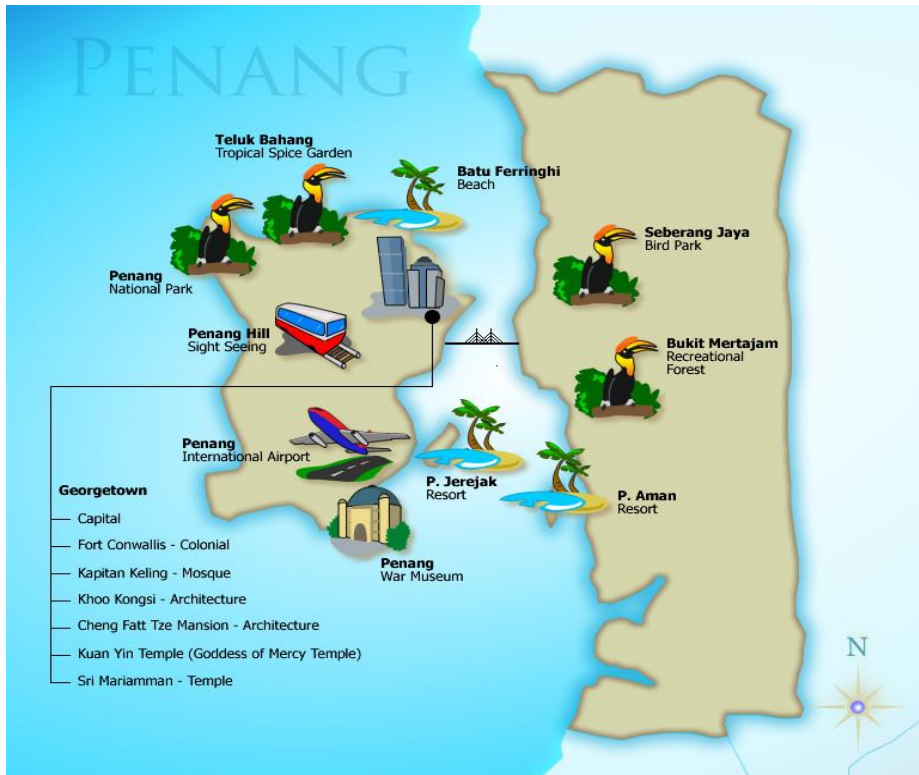 PENANG
Teluk Bahang
Tropical Spice Garden
Batu Ferringhi
Beach
Penang
National Park
Seberang Jaya
Bird Park
Penang Hill
Sight Seeing
Bukit Mertajam
Recreational
Forest
Penang
International Airport
P. Jerejak
Resort
P. Aman
Resort
Penang
War Museum
Georgetown
Capital
Fort Conwallis - Colonial
Kapitan Keling - Mosque
Khoo Kongsi - Architecture
Cheng Fatt Tze Mansion - Architecture
Kuan Yin Temple (Goddess of Mercy Temple)
Sri Mariamman - Temple
N